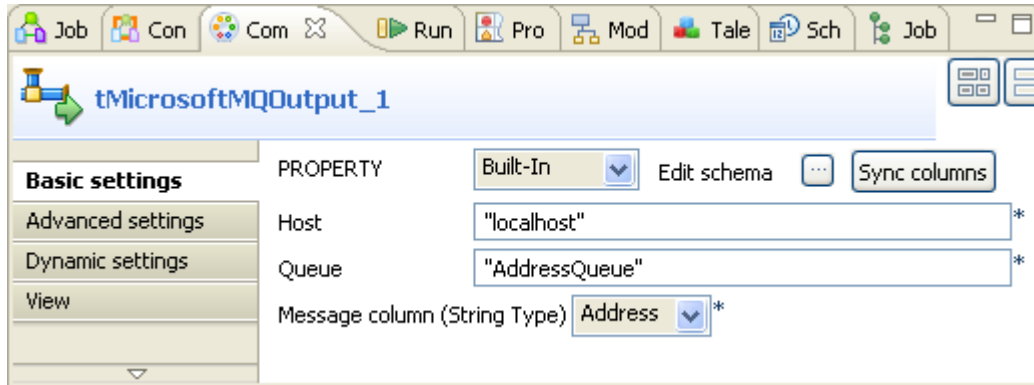 Job Con Com Run Pro Mod Tale Sch Job
tMicrosoftMQOutput_1
Basic settings
Advanced settings
Dynamic settings
View
PROPERTY Built-In Edit schema ... Sync columns
Host "localhost" *
Queue "AddressQueue" *
Message column (String Type) Address *